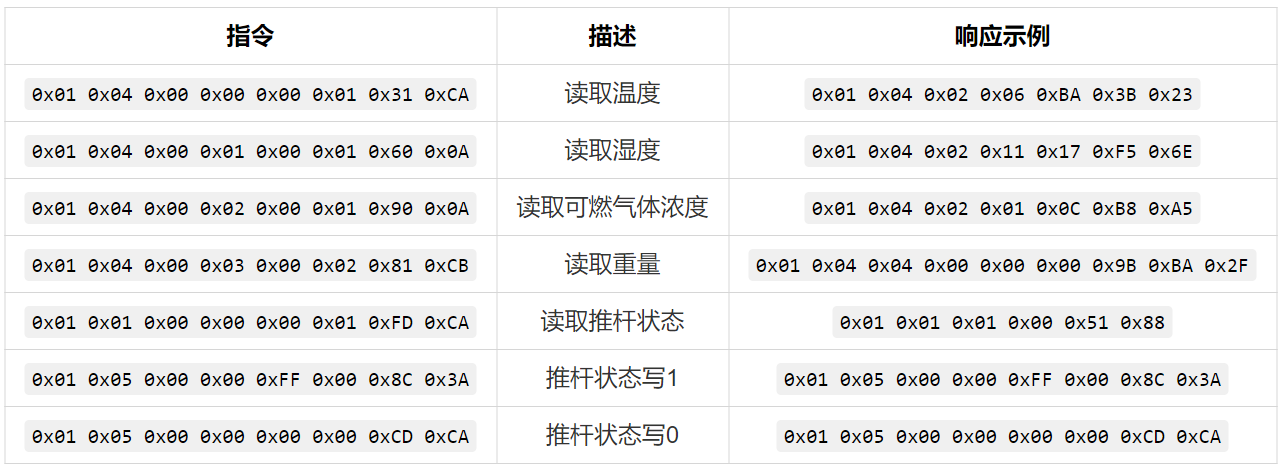 指令 描述 响应示例
0x01 0x04 0x00 0x00 0x00 0x01 0x31 0xCA 读取温度 0x01 0x04 0x02 0x06 0xBA 0x3B 0x23
0x01 0x04 0x00 0x01 0x00 0x01 0x60 0x0A 读取湿度 0x01 0x04 0x02 0x11 0x17 0xF5 0x6E
0x01 0x04 0x00 0x02 0x00 0x01 0x90 0x0A 读取可燃气体浓度 0x01 0x04 0x02 0x01 0x0C 0xB8 0xA5
0x01 0x04 0x00 0x03 0x00 0x02 0x81 0xCB 读取重量 0x01 0x04 0x04 0x00 0x00 0x00 0x9B 0xBA 0x2F
0x01 0x01 0x00 0x00 0x00 0x01 0xFD 0xCA 读取推杆状态 0x01 0x01 0x01 0x00 0x51 0x88
0x01 0x05 0x00 0x00 0xFF 0x00 0x8C 0x3A 推杆状态写1 0x01 0x05 0x00 0x00 0xFF 0x00 0x8C 0x3A
0x01 0x05 0x00 0x00 0x00 0x00 0xCD 0xCA 推杆状态写0 0x01 0x05 0x00 0x00 0x00 0x00 0xCD 0xCA